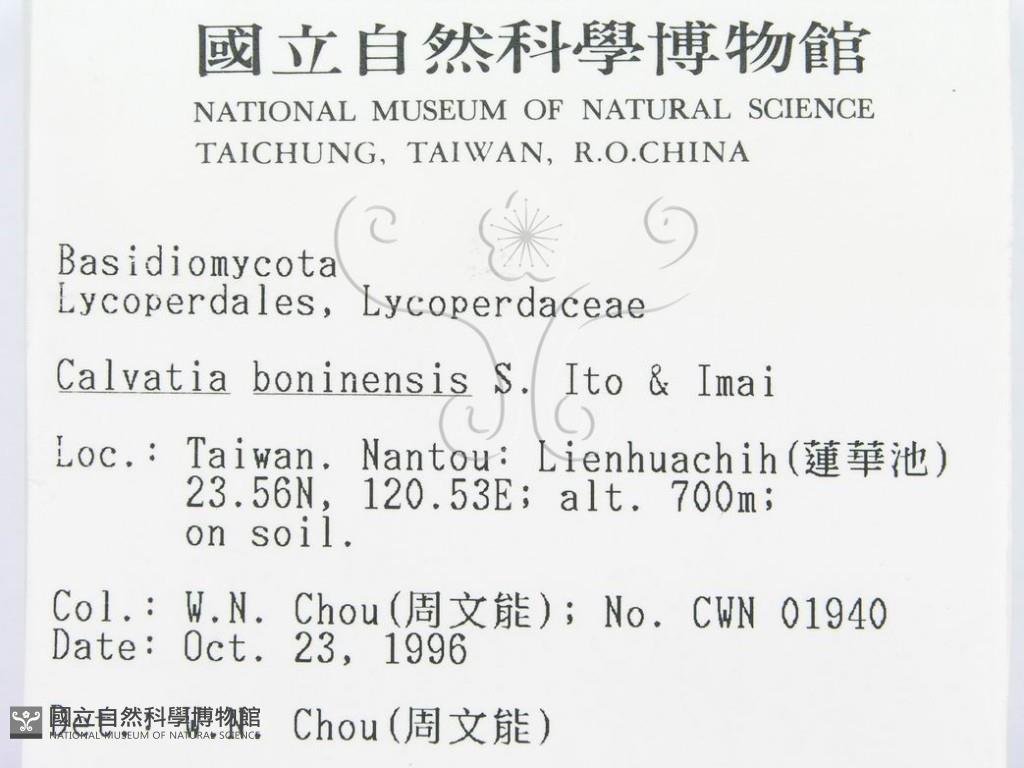 國立自然科學博物館
NATIONAL MUSEUM OF NATURAL SCIENCE
TAICHUNG, TAIWAN, R.O.CHINA
Basidiomycota
Lycoperdales, Lycoperdaceae
Calvatia boninensis S. Ito & Imai
Loc.: Taiwan. Nantou: Lienhuachih(蓮華池)
23.56N, 120.53E; alt. 700m;
on soil.
Col.: W.N. Chou(周文能); No. CWN 01940
Date: Oct. 23, 1996
Det.: W.N. Chou(周文能)
國立自然科學博物館
NATIONAL MUSEUM OF NATURAL SCIENCE